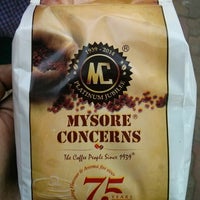 1939-2014
MC
PLATINUM JUBILEE
®
MYSORE®
CONCERNS
The Coffee People Since 1939®
75
YEARS